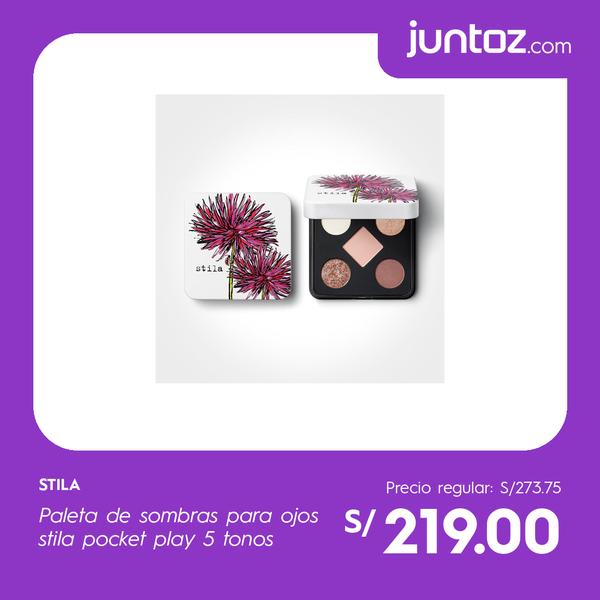 juntoz.com
stila
stila
STILA
Paleta de sombras para ojos
stila pocket play 5 tonos
Precio regular: S/273.75
S/219.00